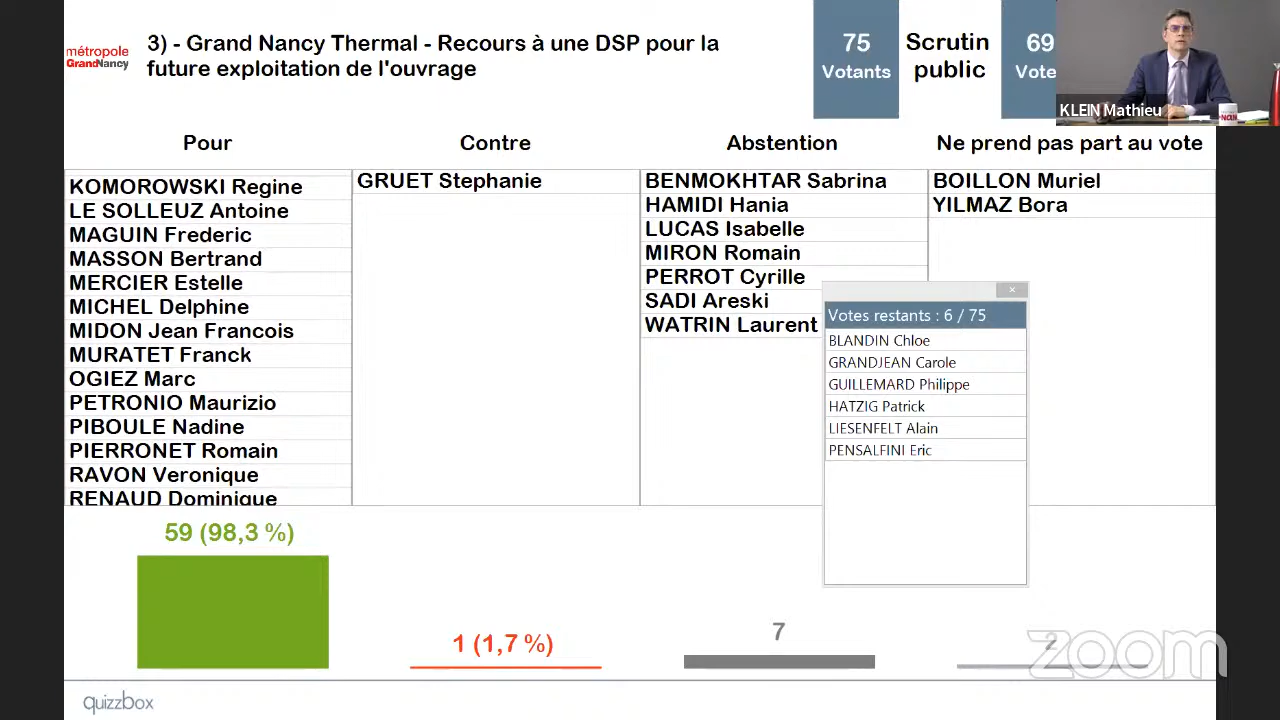 métropole
GrandNancy
3) - Grand Nancy Thermal - Recours à une DSP pour la
future exploitation de l'ouvrage
75
Votants
Scrutin
public
69
Vote
KLEIN Mathieu
Pour
Contre
Abstention
Ne prend pas part au vote
KOMOROWSKI Regine
LE SOLLEUZ Antoine
MAGUIN Frederic
MASSON Bertrand
MERCIER Estelle
MICHEL Delphine
MIDON Jean Francois
MURATET Franck
OGIEZ Marc
PETRONIO Maurizio
PIBOULE Nadine
PIERRONET Romain
RAVON Veronique
RENAUD Dominique
GRUET Stephanie
BENMOKHTAR Sabrina
HAMIDI Hania
LUCAS Isabelle
MIRON Romain
PERROT Cyrille
SADI Areski
WATRIN Laurent
BOILLON Muriel
YILMAZ Bora
Votes restants : 6 / 75
BLANDIN Chloe
GRANDJEAN Carole
GUILLEMARD Philippe
HATZIG Patrick
LIESENFELT Alain
PENSALFINI Eric
59 (98,3 %)
1 (1,7 %)
7
2
zoom
quizzbox